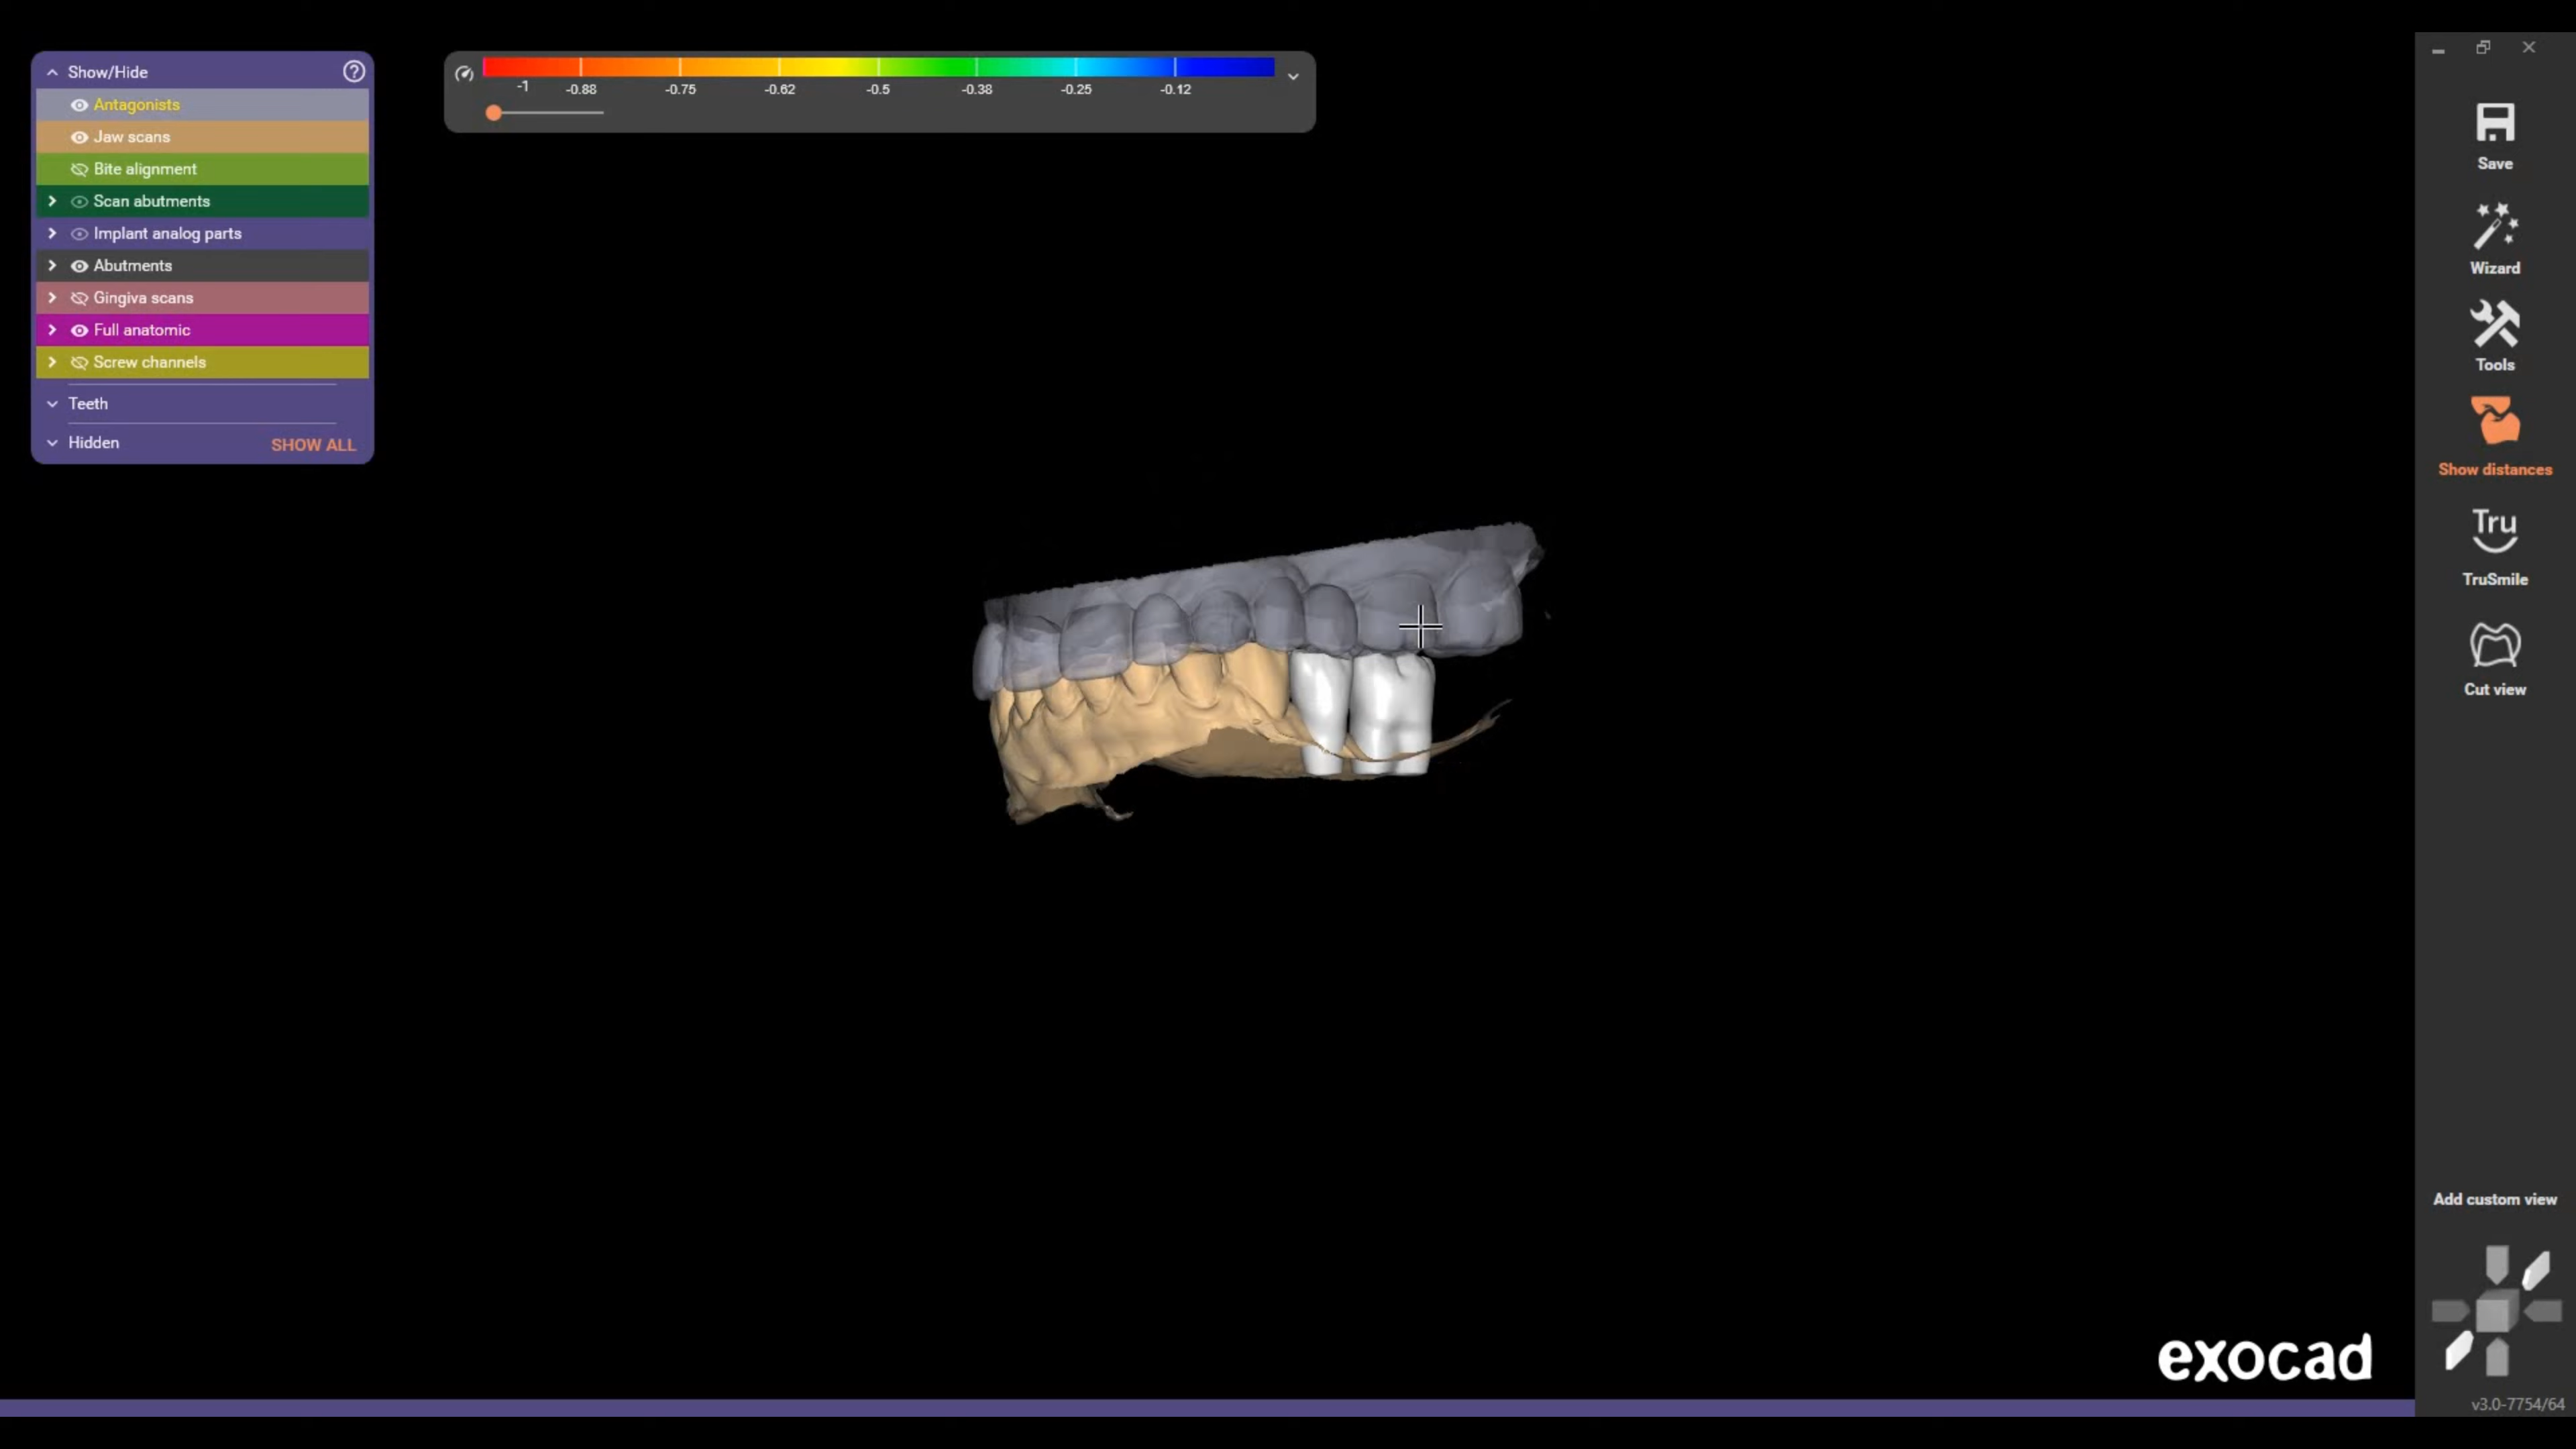 Show/Hide
Antagonists
Jaw scans
Bite alignment
Scan abutments
Implant analog parts
Abutments
Gingiva scans
Full anatomic
Screw channels
Teeth
Hidden SHOW ALL
-1 -0.88 -0.75 -0.62 -0.5 -0.38 -0.25 -0.12
Save
Wizard
Tools
Show distances
Tru
TruSmile
Cut view
Add custom view
exocad
v3.0-7754/64